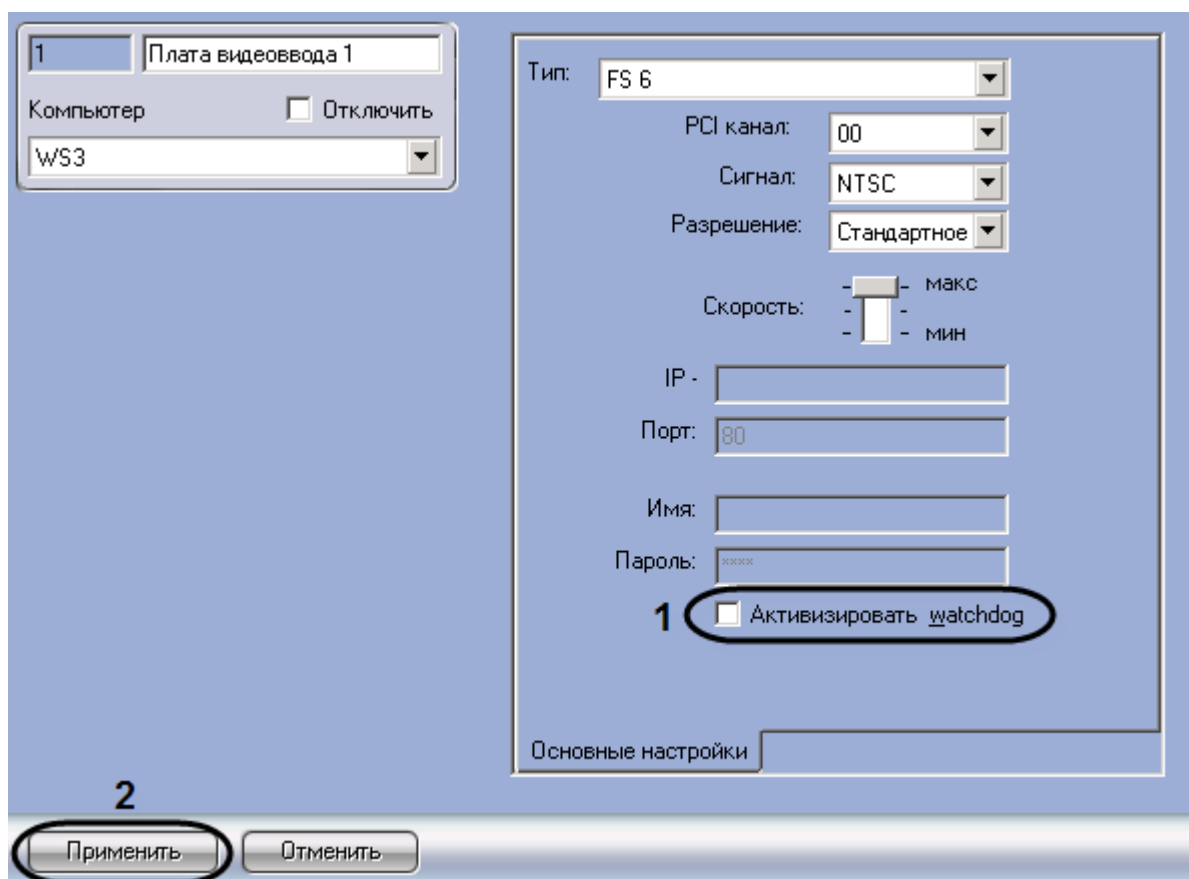 1 Плата видеоввода 1
Компьютер Отключить
WS3
Тип: FS 6
PCI канал: 00
Сигнал: NTSC
Разрешение: Стандартное
Скорость: макс
мин
IP -
Порт: 80
Имя:
Пароль: ****
1 Активизировать watchdog
Основные настройки
2
Применить Отменить